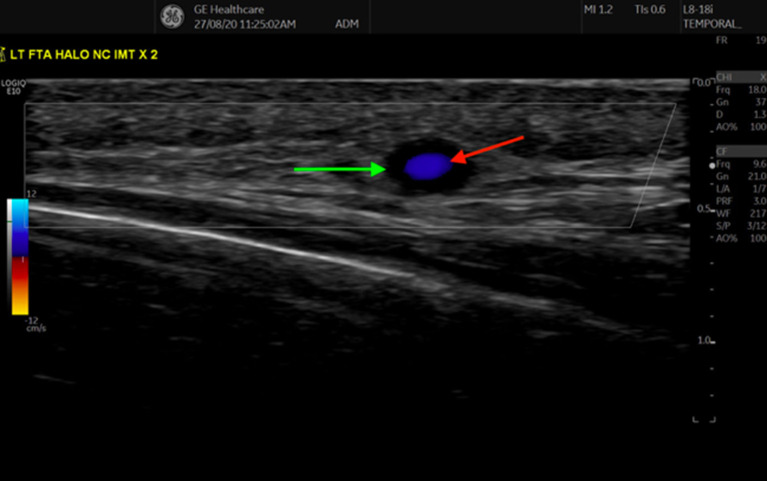 GE Healthcare
27/08/20 11:25:02AM
ADM
MI 1.2
TIs 0.6
L8-18i
TEMPORAL_
LT FTA HALO NC IMT X 2
LOGIQ
E10
FR 19
CHI X
Frq 18.0
Gn 37
D 1.3
AO% 100
CF
Frq 9.6
Gn 21.0
L/A 1/7
PRF 3.0
WF 217
S/P 3/12
AO% 100
0.0
0.5
1.0
12
-12
cm/s